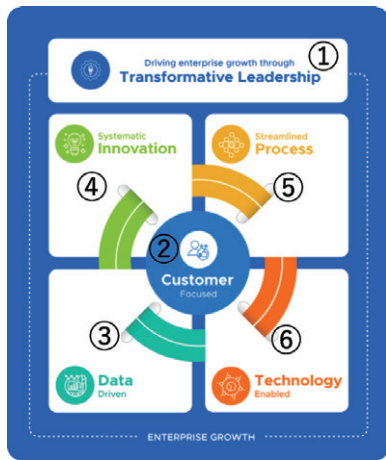 Driving enterprise growth through
①
Transformative Leadership
Systematic
Innovation
④
Streamlined
Process
⑤
②
Customer
Focused
③
Data
Driven
⑥
Technology
Enabled
ENTERPRISE GROWTH